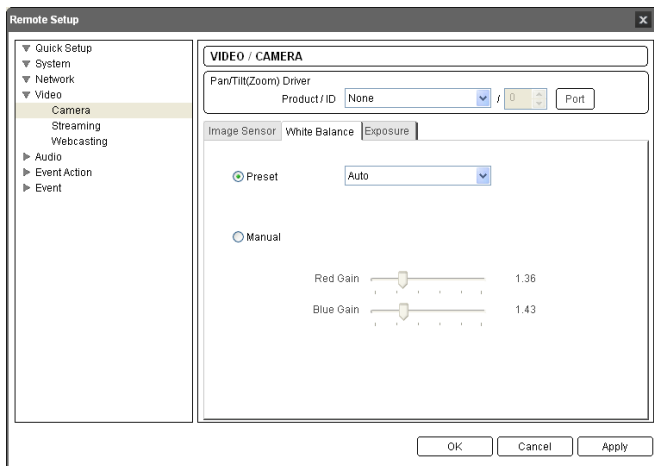 Remote Setup
x
Quick Setup
System
Network
Video
Camera
Streaming
Webcasting
Audio
Event Action
Event
VIDEO / CAMERA
Pan/Tilt(Zoom) Driver
Product / ID None / 0 Port
Image Sensor White Balance Exposure
Preset Auto
Manual
Red Gain 1.36
Blue Gain 1.43
OK Cancel Apply